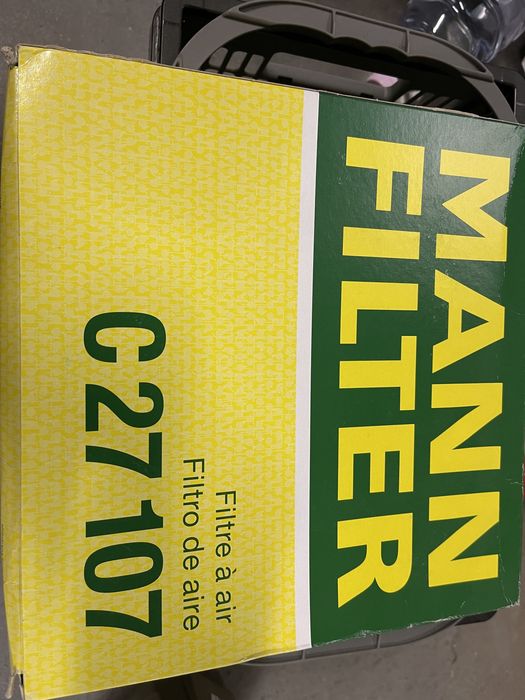 MANN
FILTER
Filtre à air
Filtro de aire
C 27 107